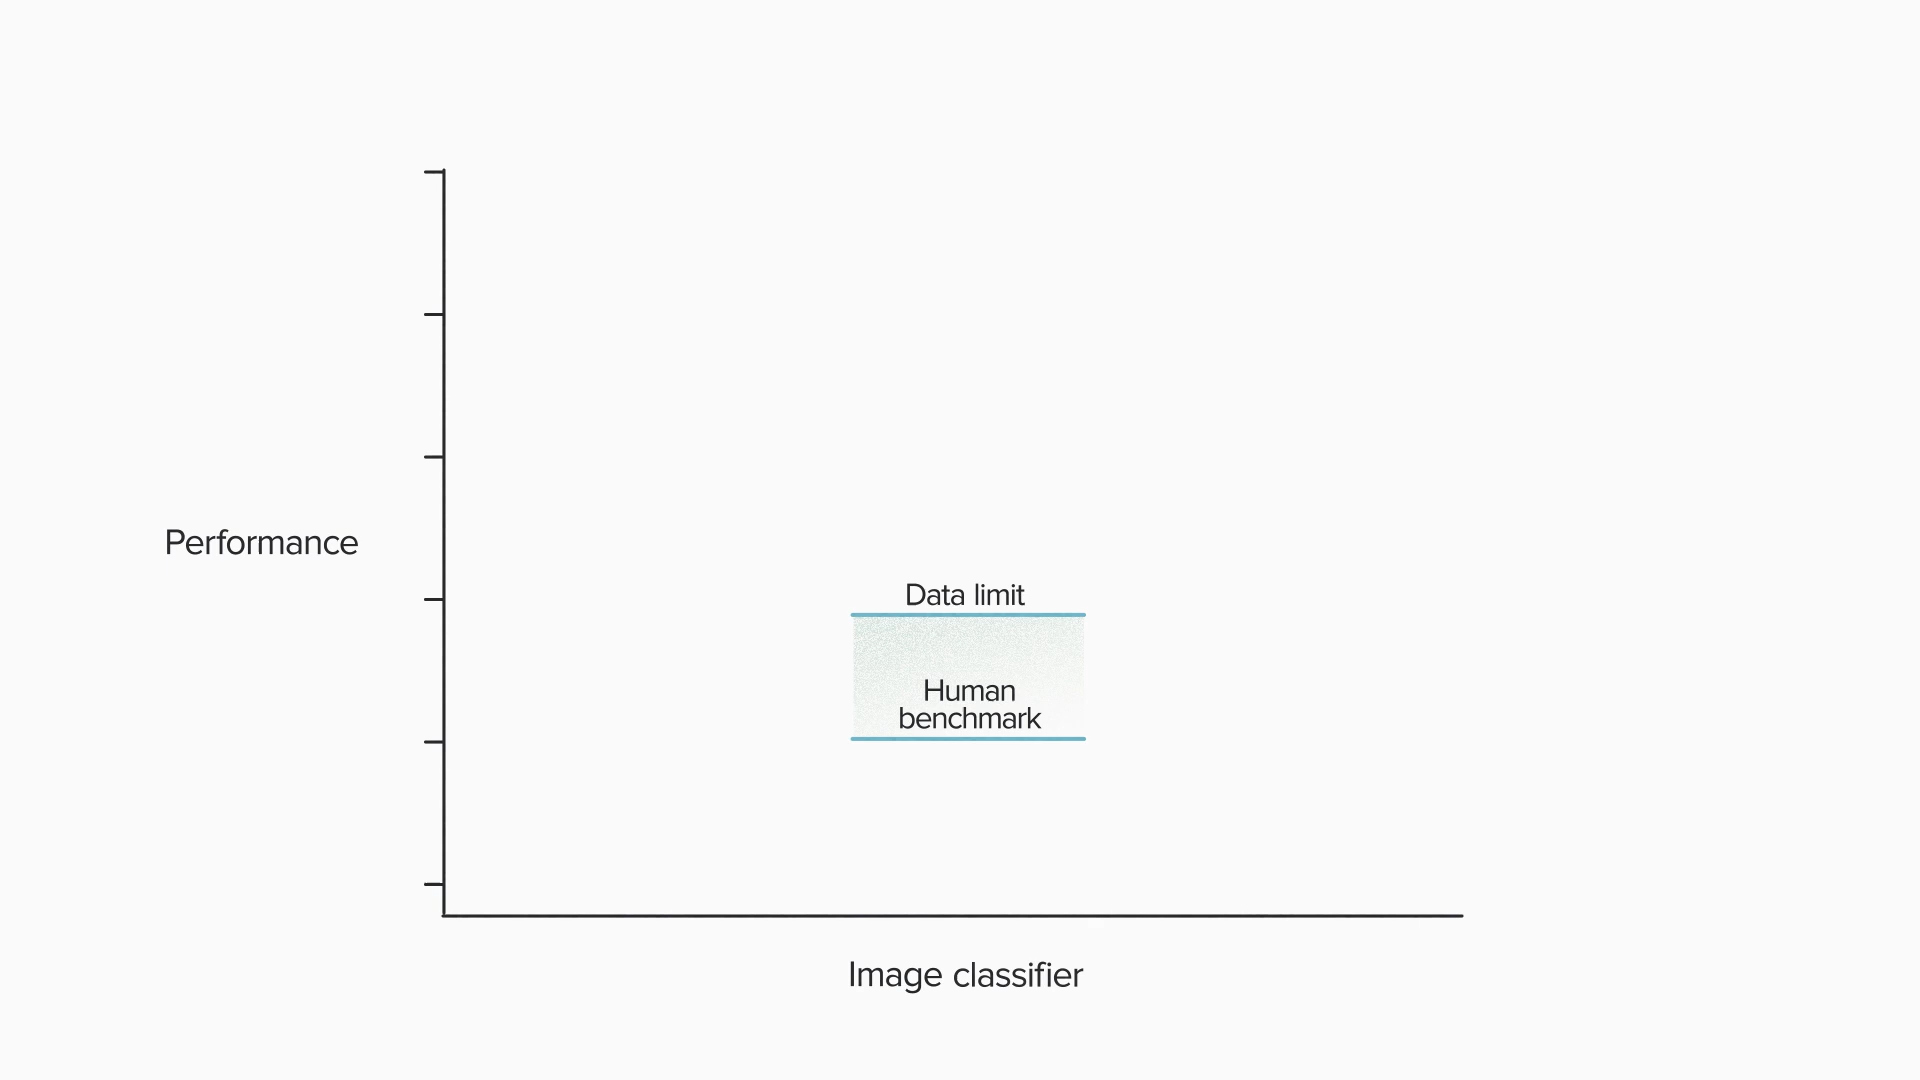 Performance
Data limit
Human
benchmark
Image classifier